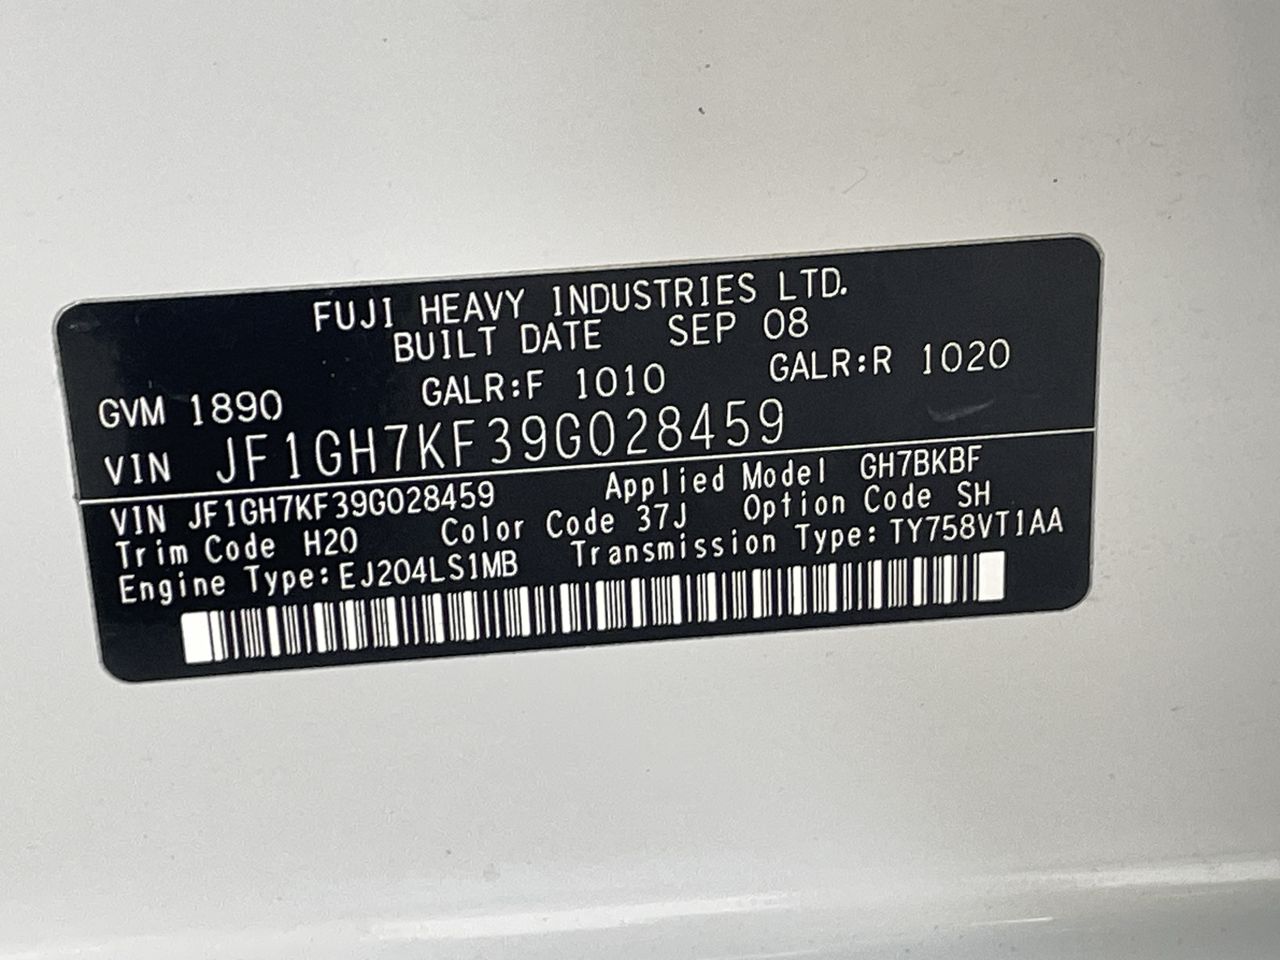 FUJI HEAVY INDUSTRIES LTD.
BUILT DATE SEP 08
GVM 1890 GALR:F 1010 GALR:R 1020
VIN JF1GH7KF39G028459
VIN JF1GH7KF39G028459 Applied Model GH7BKBF
Trim Code H20 Color Code 37J Option Code SH
Engine Type:EJ204LS1MB Transmission Type:TY758VT1AA